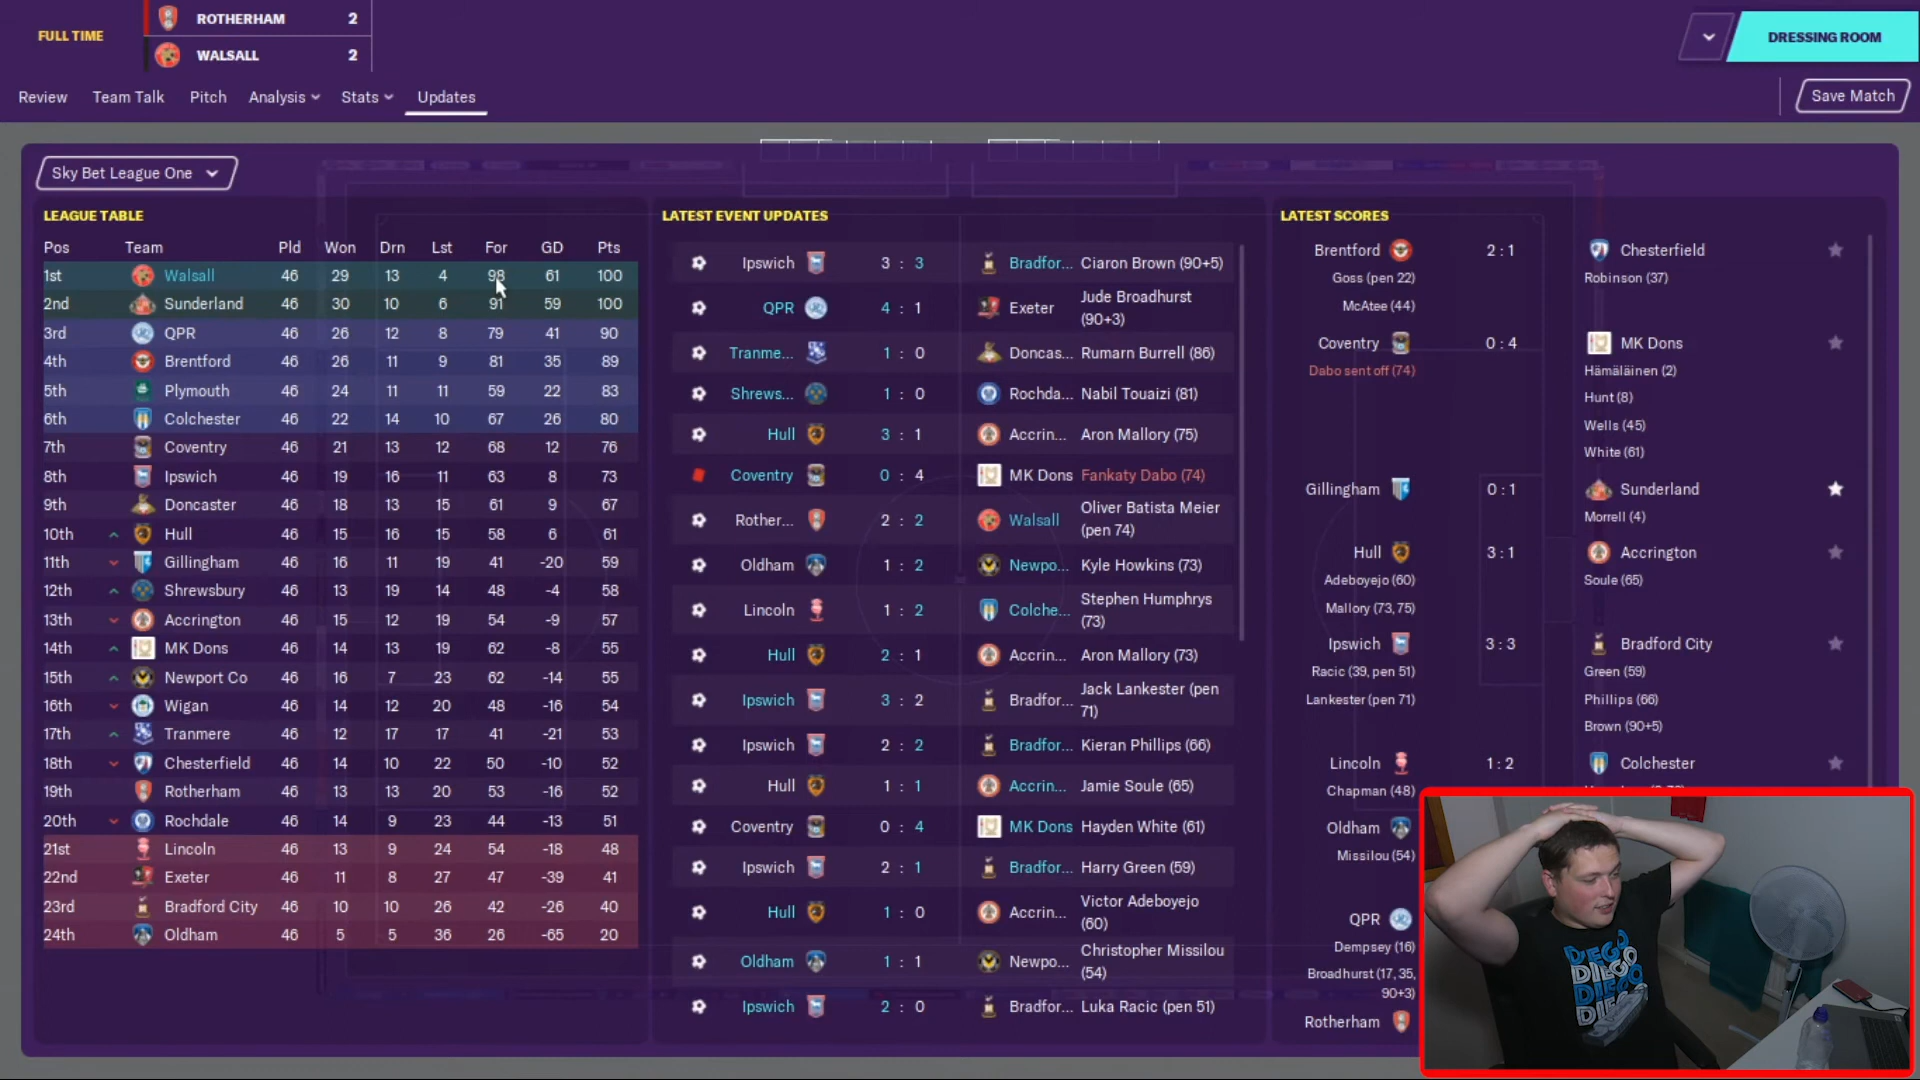 FULL TIME
ROTHERHAM 2
WALSALL 2
DRESSING ROOM
Review Team Talk Pitch Analysis Stats Updates
Save Match
Sky Bet League One
LEAGUE TABLE
Pos Team Pld Won Drn Lst For GD Pts
1st Walsall 46 29 13 4 98 61 100
2nd Sunderland 46 30 10 6 91 59 100
3rd QPR 46 26 12 8 79 41 90
4th Brentford 46 26 11 9 81 35 89
5th Plymouth 46 24 11 11 59 22 83
6th Colchester 46 22 14 10 67 26 80
7th Coventry 46 21 13 12 68 12 76
8th Ipswich 46 19 16 11 63 8 73
9th Doncaster 46 18 13 15 61 9 67
10th Hull 46 15 16 15 58 6 61
11th Gillingham 46 16 11 19 41 -20 59
12th Shrewsbury 46 13 19 14 48 -4 58
13th Accrington 46 15 12 19 54 -9 57
14th MK Dons 46 14 13 19 62 -8 55
15th Newport Co 46 16 7 23 62 -14 55
16th Wigan 46 14 12 20 48 -16 54
17th Tranmere 46 12 17 17 41 -21 53
18th Chesterfield 46 14 10 22 50 -10 52
19th Rotherham 46 13 13 20 53 -16 52
20th Rochdale 46 14 9 23 44 -13 51
21st Lincoln 46 13 9 24 54 -18 48
22nd Exeter 46 11 8 27 47 -39 41
23rd Bradford City 46 10 10 26 42 -26 40
24th Oldham 46 5 5 36 26 -65 20
LATEST EVENT UPDATES
Ipswich 3 : 3 Bradfor... Ciaron Brown (90+5)
QPR 4 : 1 Exeter Jude Broadhurst
(90+3)
Tranme... 1 : 0 Doncas... Rumarn Burrell (86)
Shrews... 1 : 0 Rochda... Nabil Touaizi (81)
Hull 3 : 1 Accrin... Aron Mallory (75)
Coventry 0 : 4 MK Dons Fankaty Dabo (74)
Rother... 2 : 2 Walsall Oliver Batista Meier
(pen 74)
Oldham 1 : 2 Newpo... Kyle Howkins (73)
Lincoln 1 : 2 Colche... Stephen Humphrys
(73)
Hull 2 : 1 Accrin... Aron Mallory (73)
Ipswich 3 : 2 Bradfor... Jack Lankester (pen
71)
Ipswich 2 : 2 Bradfor... Kieran Phillips (66)
Hull 1 : 1 Accrin... Jamie Soule (65)
Coventry 0 : 4 MK Dons Hayden White (61)
Ipswich 2 : 1 Bradfor... Harry Green (59)
Hull 1 : 0 Accrin... Victor Adeboyejo
(60)
Oldham 1 : 1 Newpo... Christopher Missilou
(54)
Ipswich 2 : 0 Bradfor... Luka Racic (pen 51)
LATEST SCORES
Brentford 2 : 1 Chesterfield
Goss (pen 22) Robinson (37)
McAtee (44)
Coventry 0 : 4 MK Dons
Dabo sent off (74) Hämäläinen (2)
Hunt (8)
Wells (45)
White (61)
Gillingham 0 : 1 Sunderland
Morrell (4)
Hull 3 : 1 Accrington
Adeboyejo (60) Soule (65)
Mallory (73, 75)
Ipswich 3 : 3 Bradford City
Racic (39, pen 51) Green (59)
Lankester (pen 71) Phillips (66)
Brown (90+5)
Lincoln 1 : 2 Colchester
Chapman (48)
Oldham
Missilou (54)
QPR
Dempsey (16)
Broadhurst (17, 35,
90+3)
Rotherham
DIEGO
DIEGO
DIEGO
DIEGO